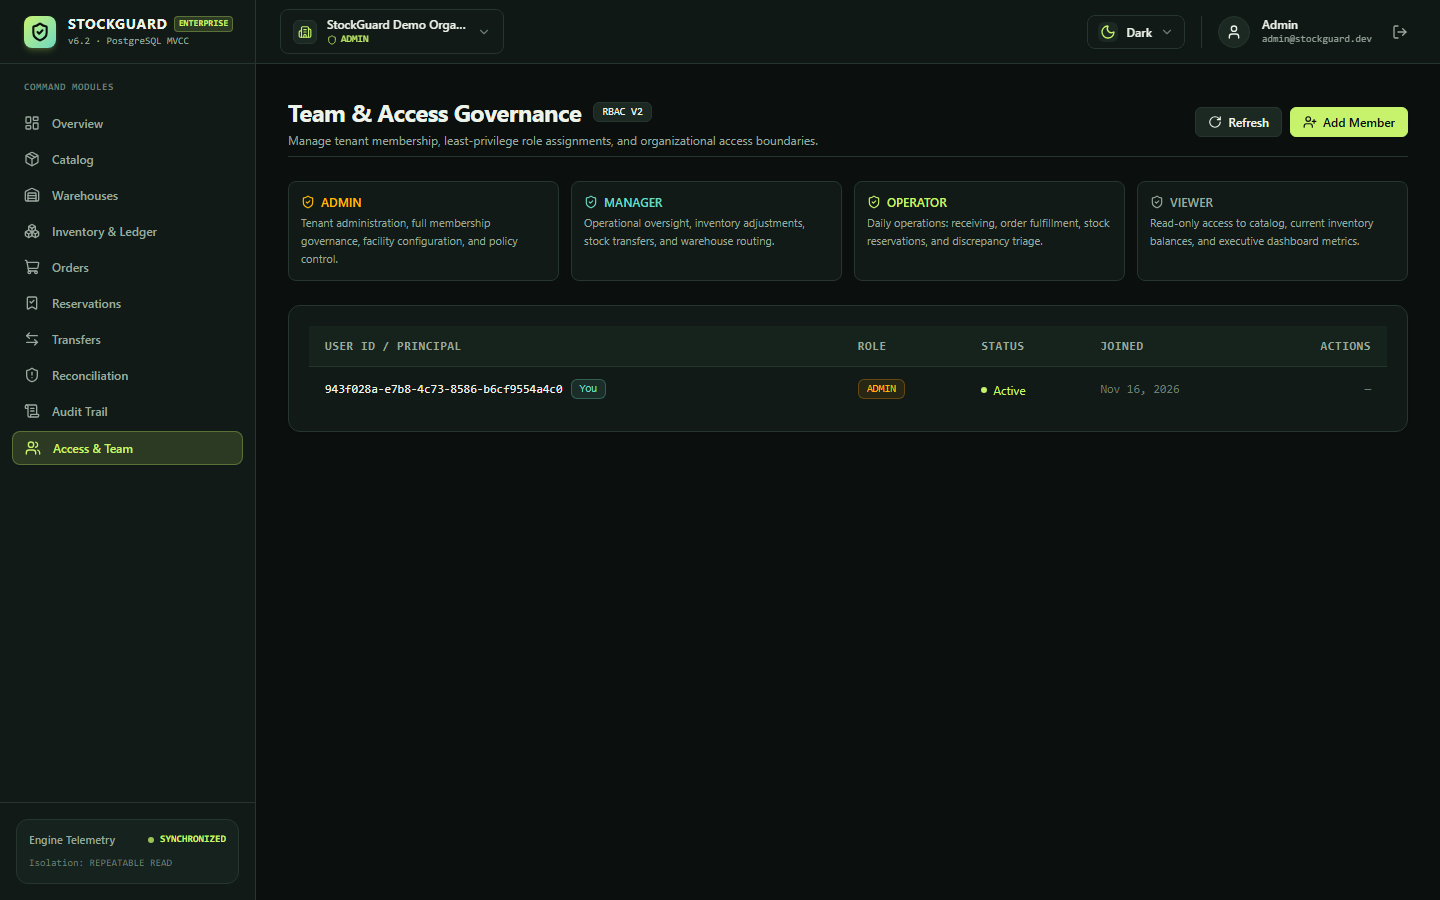 STOCKGUARD ENTERPRISE
v6.2 · PostgreSQL MVCC
StockGuard Demo Orga...
ADMIN
Dark
Admin
admin@stockguard.dev
COMMAND MODULES
Overview
Catalog
Warehouses
Inventory & Ledger
Orders
Reservations
Transfers
Reconciliation
Audit Trail
Access & Team
Engine Telemetry
SYNCHRONIZED
Isolation: REPEATABLE READ
Team & Access Governance RBAC V2
Manage tenant membership, least-privilege role assignments, and organizational access boundaries.
Refresh
Add Member
ADMIN
Tenant administration, full membership
governance, facility configuration, and policy
control.
MANAGER
Operational oversight, inventory adjustments,
stock transfers, and warehouse routing.
OPERATOR
Daily operations: receiving, order fulfillment, stock
reservations, and discrepancy triage.
VIEWER
Read-only access to catalog, current inventory
balances, and executive dashboard metrics.
USER ID / PRINCIPAL ROLE STATUS JOINED ACTIONS
943f028a-e7b8-4c73-8586-b6cf9554a4c0 You ADMIN Active Nov 16, 2026 —